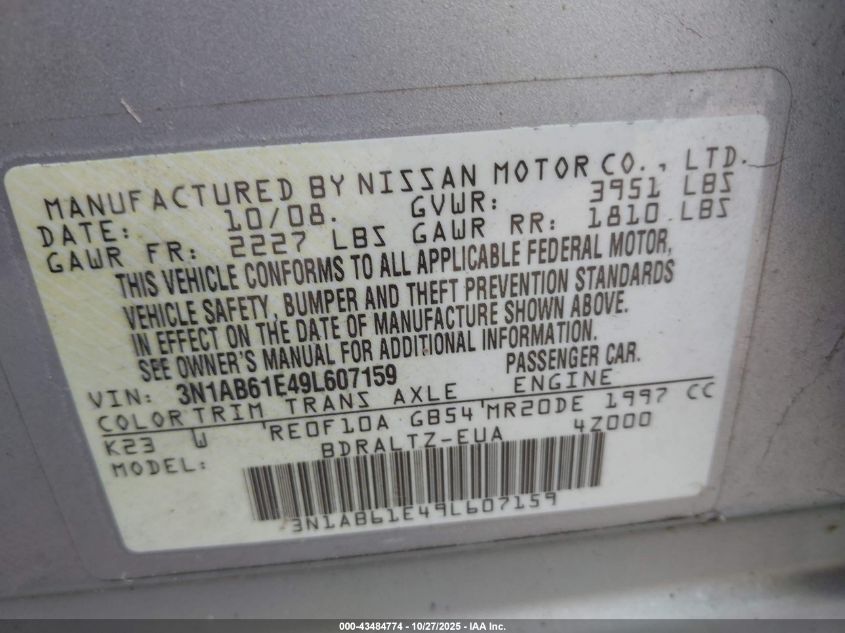 MANUFACTURED BY NISSAN MOTOR CO., LTD.
DATE: 10/08. GVWR: 3951 LBS
GAWR FR: 2227 LBS GAWR RR: 1810 LBS
THIS VEHICLE CONFORMS TO ALL APPLICABLE FEDERAL MOTOR,
VEHICLE SAFETY, BUMPER AND THEFT PREVENTION STANDARDS
IN EFFECT ON THE DATE OF MANUFACTURE SHOWN ABOVE.
SEE OWNER'S MANUAL FOR ADDITIONAL INFORMATION.
VIN: 3N1AB61E49L607159 PASSENGER CAR.
COLOR TRIM TRANS AXLE ENGINE
K23 W RE0F10A GB54 MR20DE 1997 CC
MODEL: BDRALTZ-EUA 4Z000
3N1AB61E49L607159
000-43484774 | 10/27/2025 - IAA Inc.